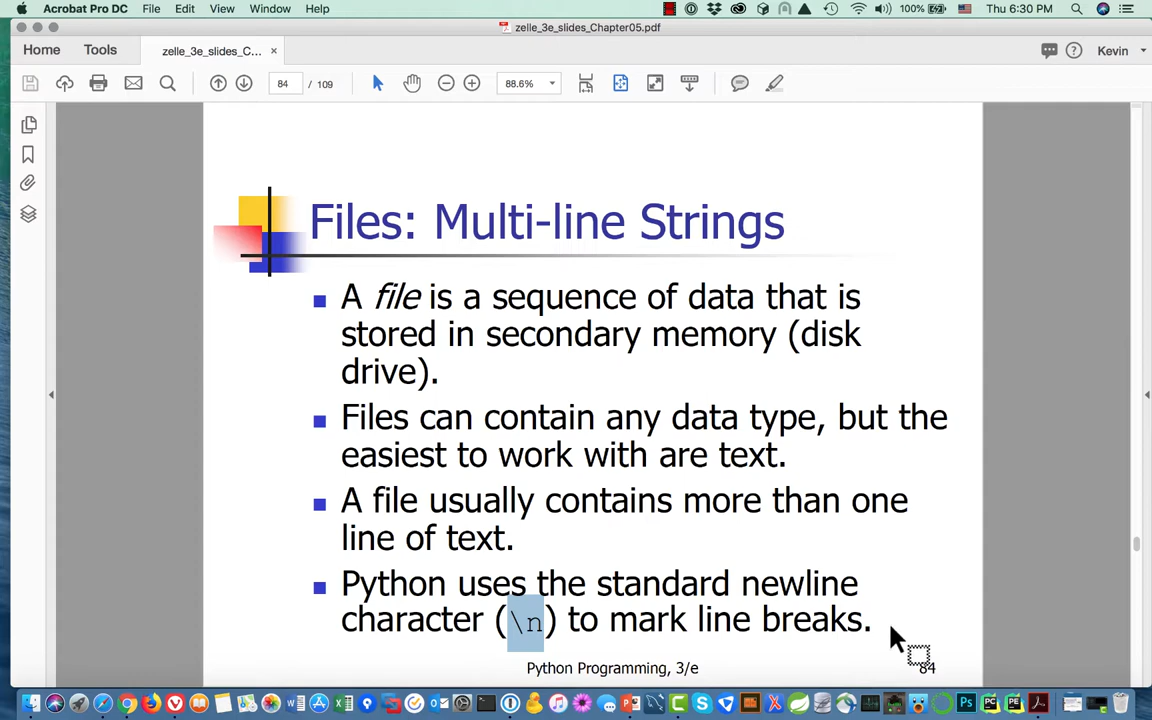 Acrobat Pro DC File Edit View Window Help 100% Thu 6:30 PM
zelle_3e_slides_Chapter05.pdf
Home Tools zelle_3e_slides_C... × Kevin
84 / 109 88.6%
Files: Multi-line Strings
A file is a sequence of data that is
stored in secondary memory (disk
drive).
Files can contain any data type, but the
easiest to work with are text.
A file usually contains more than one
line of text.
Python uses the standard newline
character (\n) to mark line breaks.
Python Programming, 3/e 84